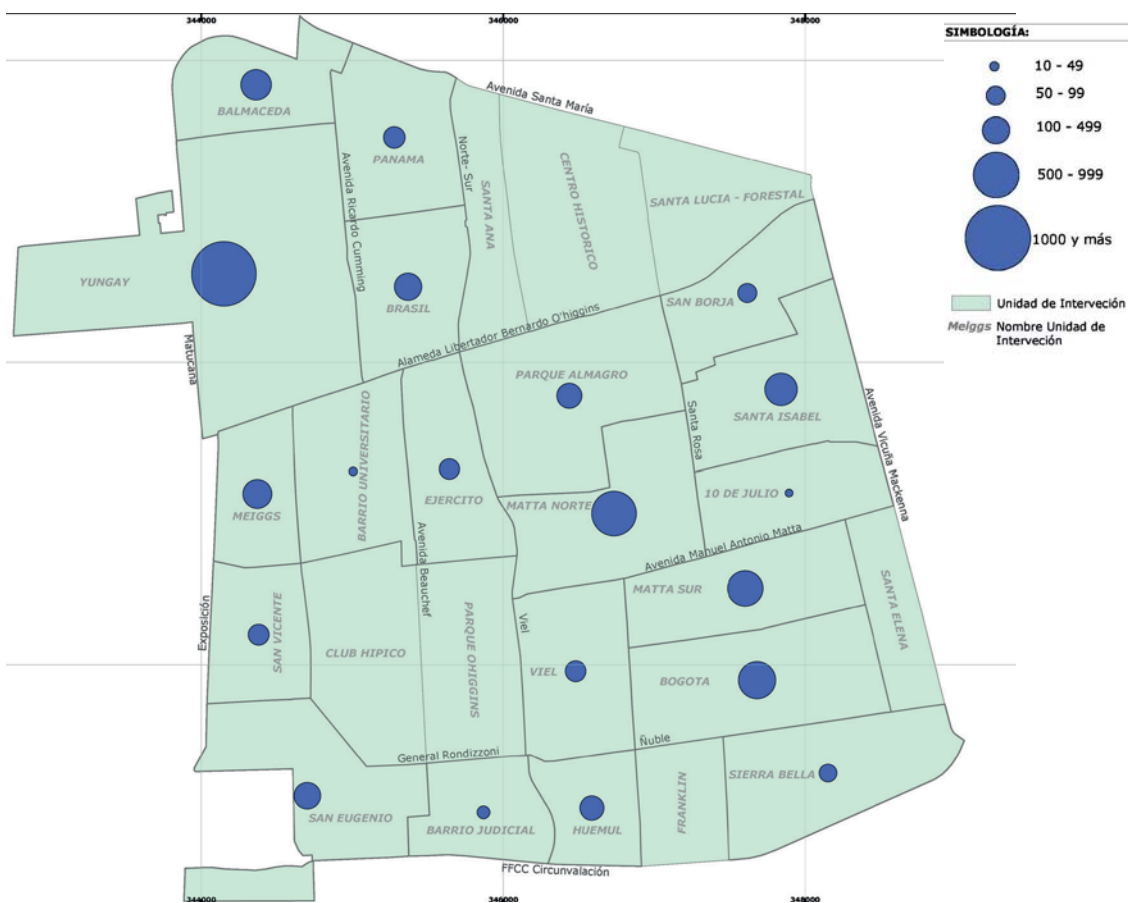 344000
346000
348000
SIMBOLOGÍA:
10 - 49
50 - 99
100 - 499
500 - 999
1000 y más
Unidad de Interveción
Meiggs Nombre Unidad de
Interveción
Avenida Santa María
BALMACEDA
PANAMA
Norte- Sur
SANTA ANA
CENTRO HISTORICO
SANTA LUCIA - FORESTAL
Avenida Ricardo Cumming
YUNGAY
BRASIL
SAN BORJA
Alameda Libertador Bernardo O'higgins
Matucana
PARQUE ALMAGRO
SANTA ISABEL
Santa Rosa
Avenida Vicuña Mackenna
BARRIO UNIVERSITARIO
MEIGGS
EJERCITO
MATTA NORTE
10 DE JULIO
Avenida Manuel Antonio Matta
Avenida Beauchef
MATTA SUR
SANTA ELENA
Exposición
SAN VICENTE
CLUB HIPICO
PARQUE OHIGGINS
Viel
VIEL
BOGOTA
General Rondizzoni
Ñuble
SIERRA BELLA
FRANKLIN
SAN EUGENIO
BARRIO JUDICIAL
HUEMUL
FFCC Circunvalación
344000
346000
348000